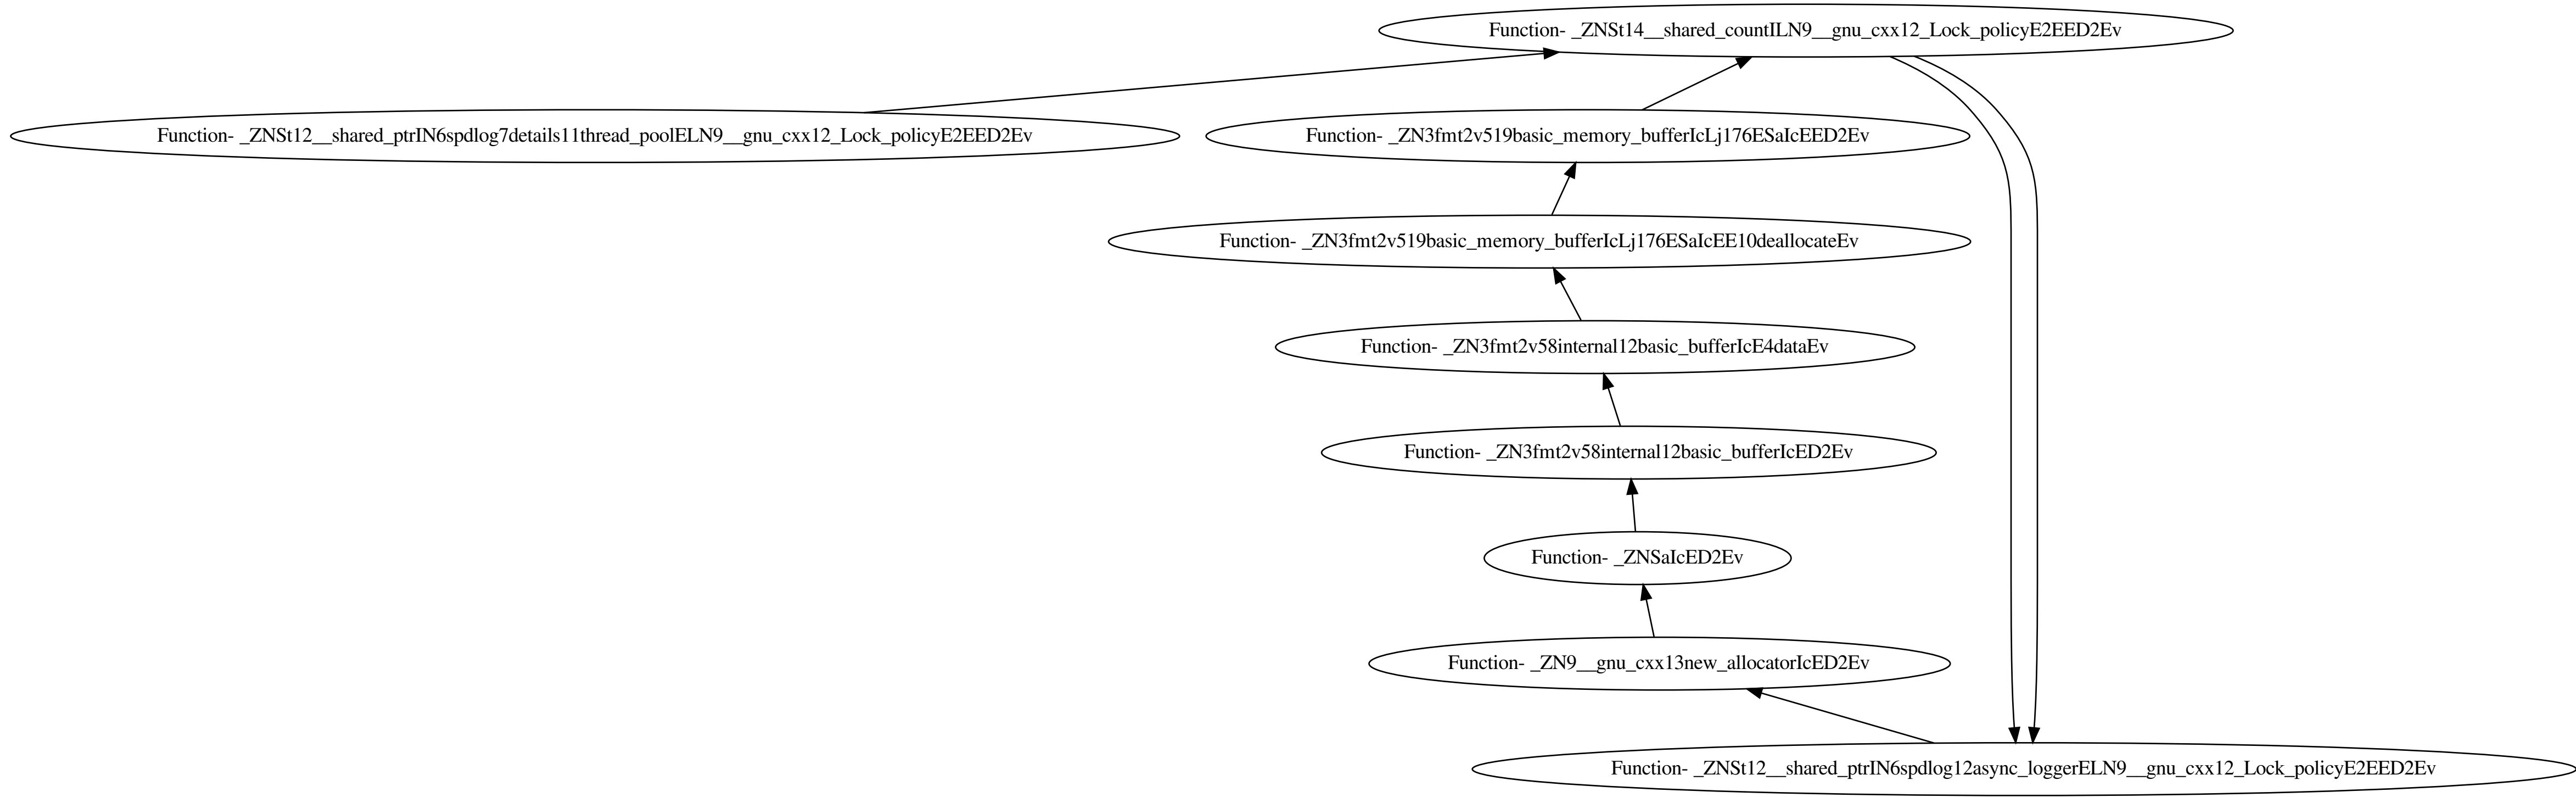 Function- _ZNSt14__shared_countILN9__gnu_cxx12_Lock_policyE2EED2Ev
Function- _ZNSt12__shared_ptrIN6spdlog7details11thread_poolELN9__gnu_cxx12_Lock_policyE2EED2Ev
Function- _ZN3fmt2v519basic_memory_bufferIcLj176ESaIcEED2Ev
Function- _ZN3fmt2v519basic_memory_bufferIcLj176ESaIcEE10deallocateEv
Function- _ZN3fmt2v58internal12basic_bufferIcE4dataEv
Function- _ZN3fmt2v58internal12basic_bufferIcED2Ev
Function- _ZNSaIcED2Ev
Function- _ZN9__gnu_cxx13new_allocatorIcED2Ev
Function- _ZNSt12__shared_ptrIN6spdlog12async_loggerELN9__gnu_cxx12_Lock_policyE2EED2Ev